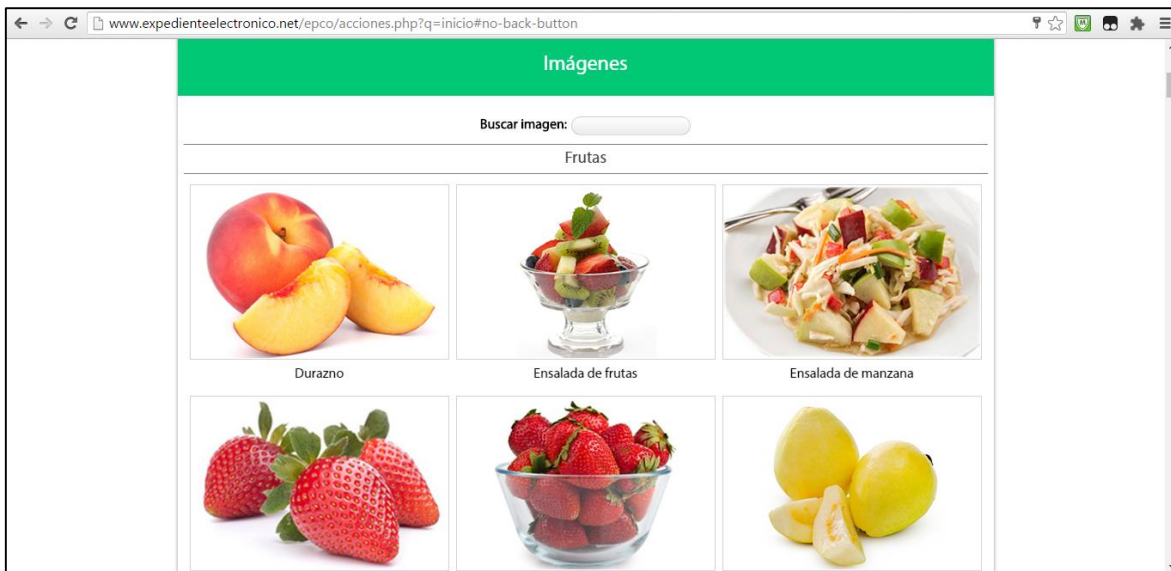 www.expedienteelectronico.net/epco/acciones.php?q=inicio#no-back-button
Imágenes
Buscar imagen:
Frutas
Durazno
Ensalada de frutas
Ensalada de manzana